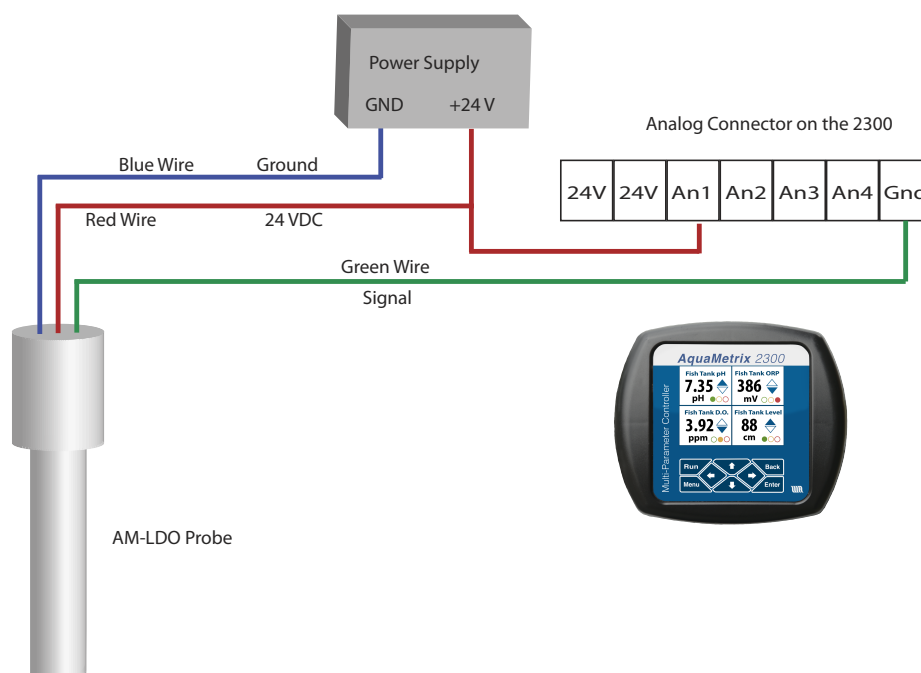 Power Supply
GND +24 V
Analog Connector on the 2300
Blue Wire Ground
24V 24V An1 An2 An3 An4 Gnd
Red Wire 24 VDC
Green Wire
Signal
AquaMetrix 2300
Multi-Parameter Controller
Fish Tank pH Fish Tank ORP
7.35 386
pH mV
Fish Tank D.O. Fish Tank Level
3.92 88
ppm cm
Run Back
Menu Enter
AM-LDO Probe